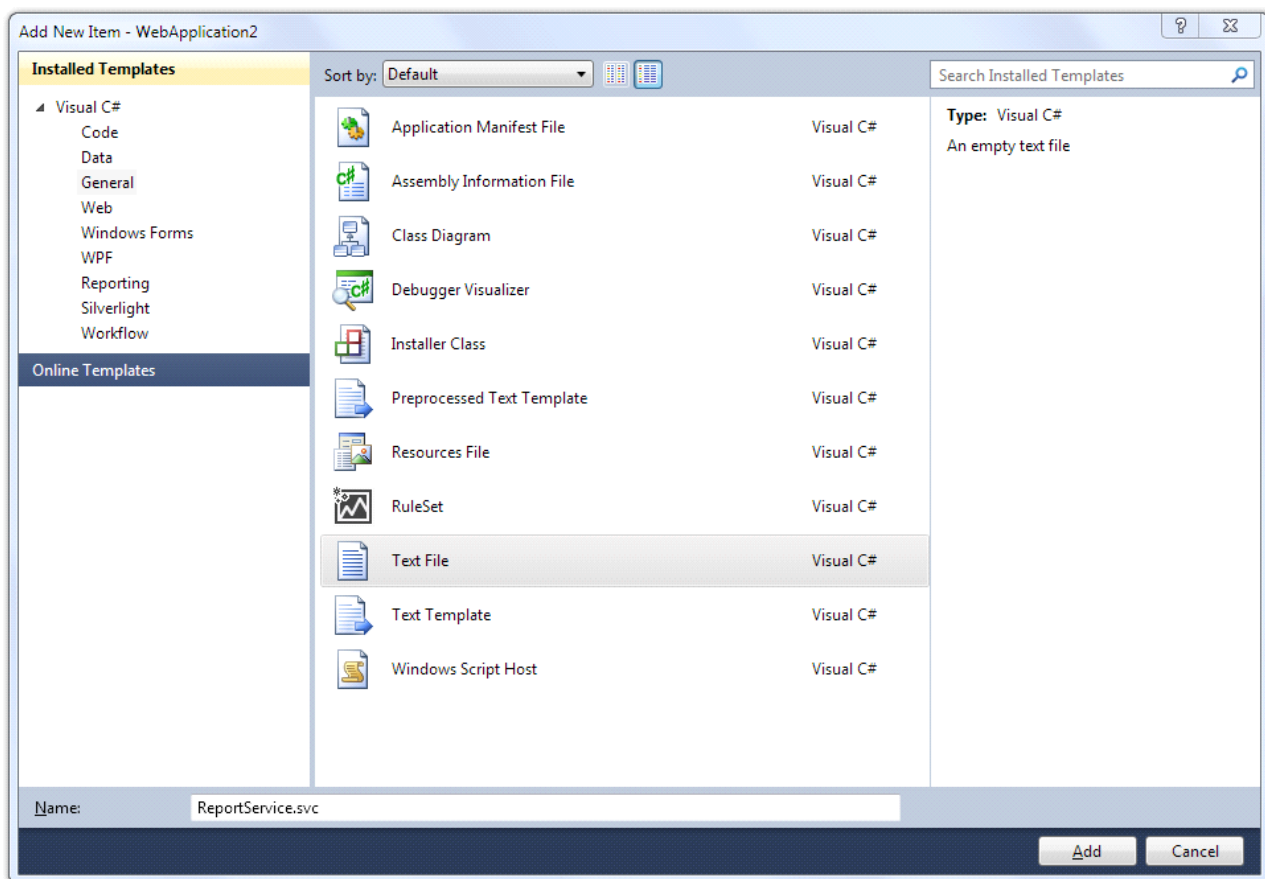 Add New Item - WebApplication2
Installed Templates
Visual C#
Code
Data
General
Web
Windows Forms
WPF
Reporting
Silverlight
Workflow
Online Templates
Sort by: Default
Application Manifest File Visual C#
Assembly Information File Visual C#
Class Diagram Visual C#
Debugger Visualizer Visual C#
Installer Class Visual C#
Preprocessed Text Template Visual C#
Resources File Visual C#
RuleSet Visual C#
Text File Visual C#
Text Template Visual C#
Windows Script Host Visual C#
Search Installed Templates
Type: Visual C#
An empty text file
Name: ReportService.svc
Add Cancel